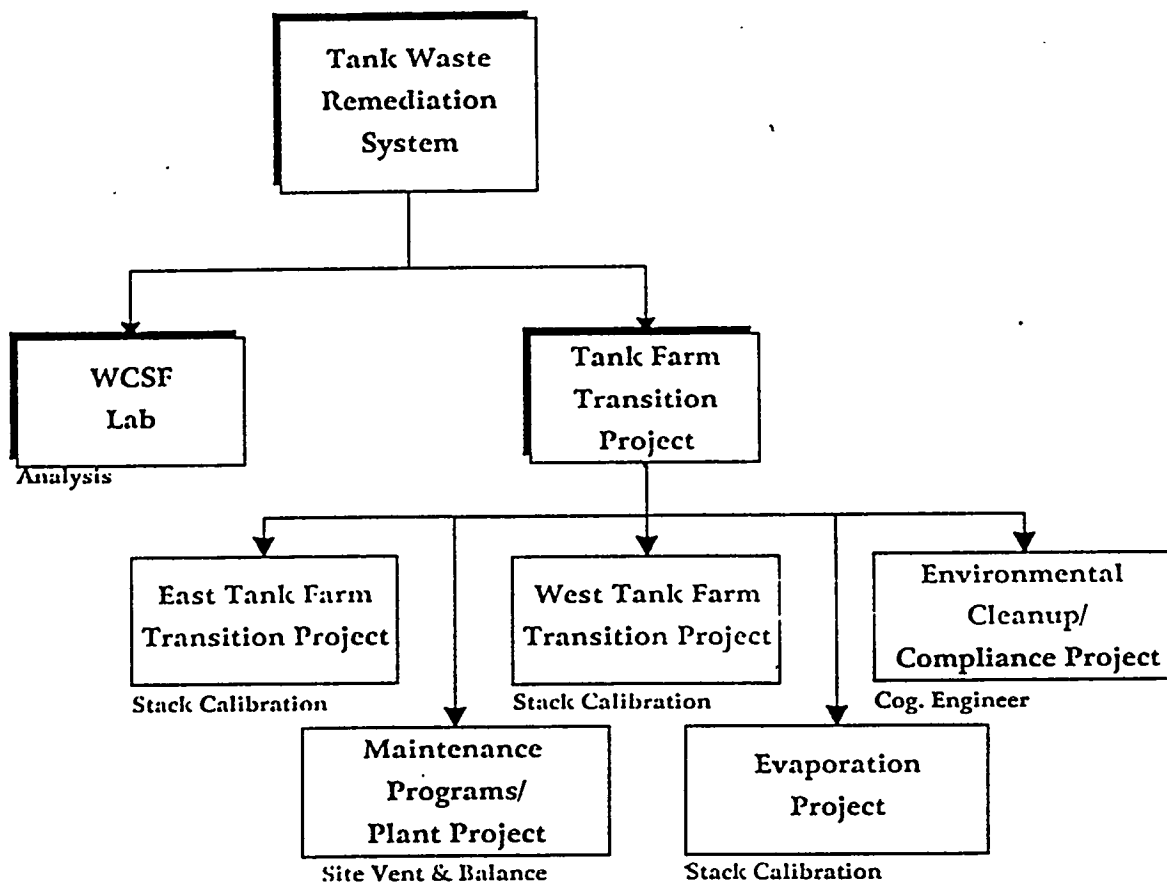 Tank Waste
Remediation
System
WCSF
Lab
Analysis
Tank Farm
Transition
Project
East Tank Farm
Transition Project
Stack Calibration
West Tank Farm
Transition Project
Stack Calibration
Environmental
Cleanup/
Compliance Project
Cog. Engineer
Maintenance
Programs/
Plant Project
Site Vent & Balance
Evaporation
Project
Stack Calibration